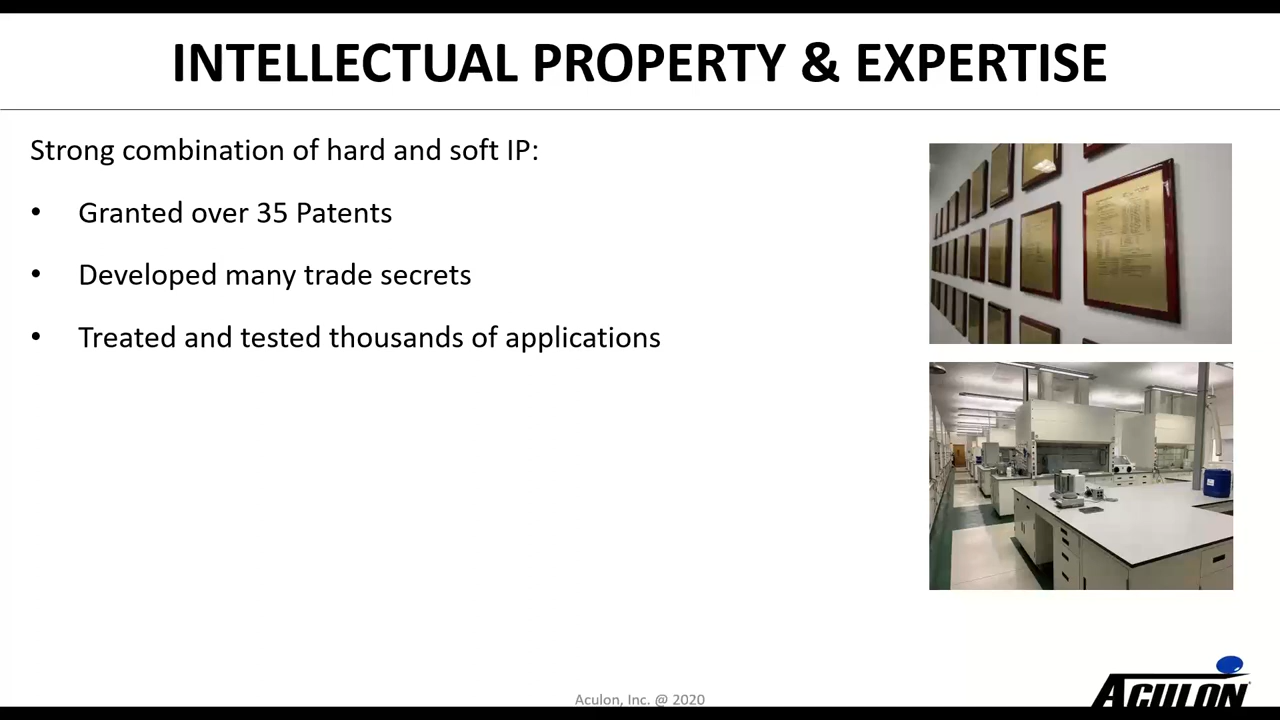 INTELLECTUAL PROPERTY & EXPERTISE
Strong combination of hard and soft IP:
• Granted over 35 Patents
• Developed many trade secrets
• Treated and tested thousands of applications
Aculon, Inc. @ 2020
ACULON